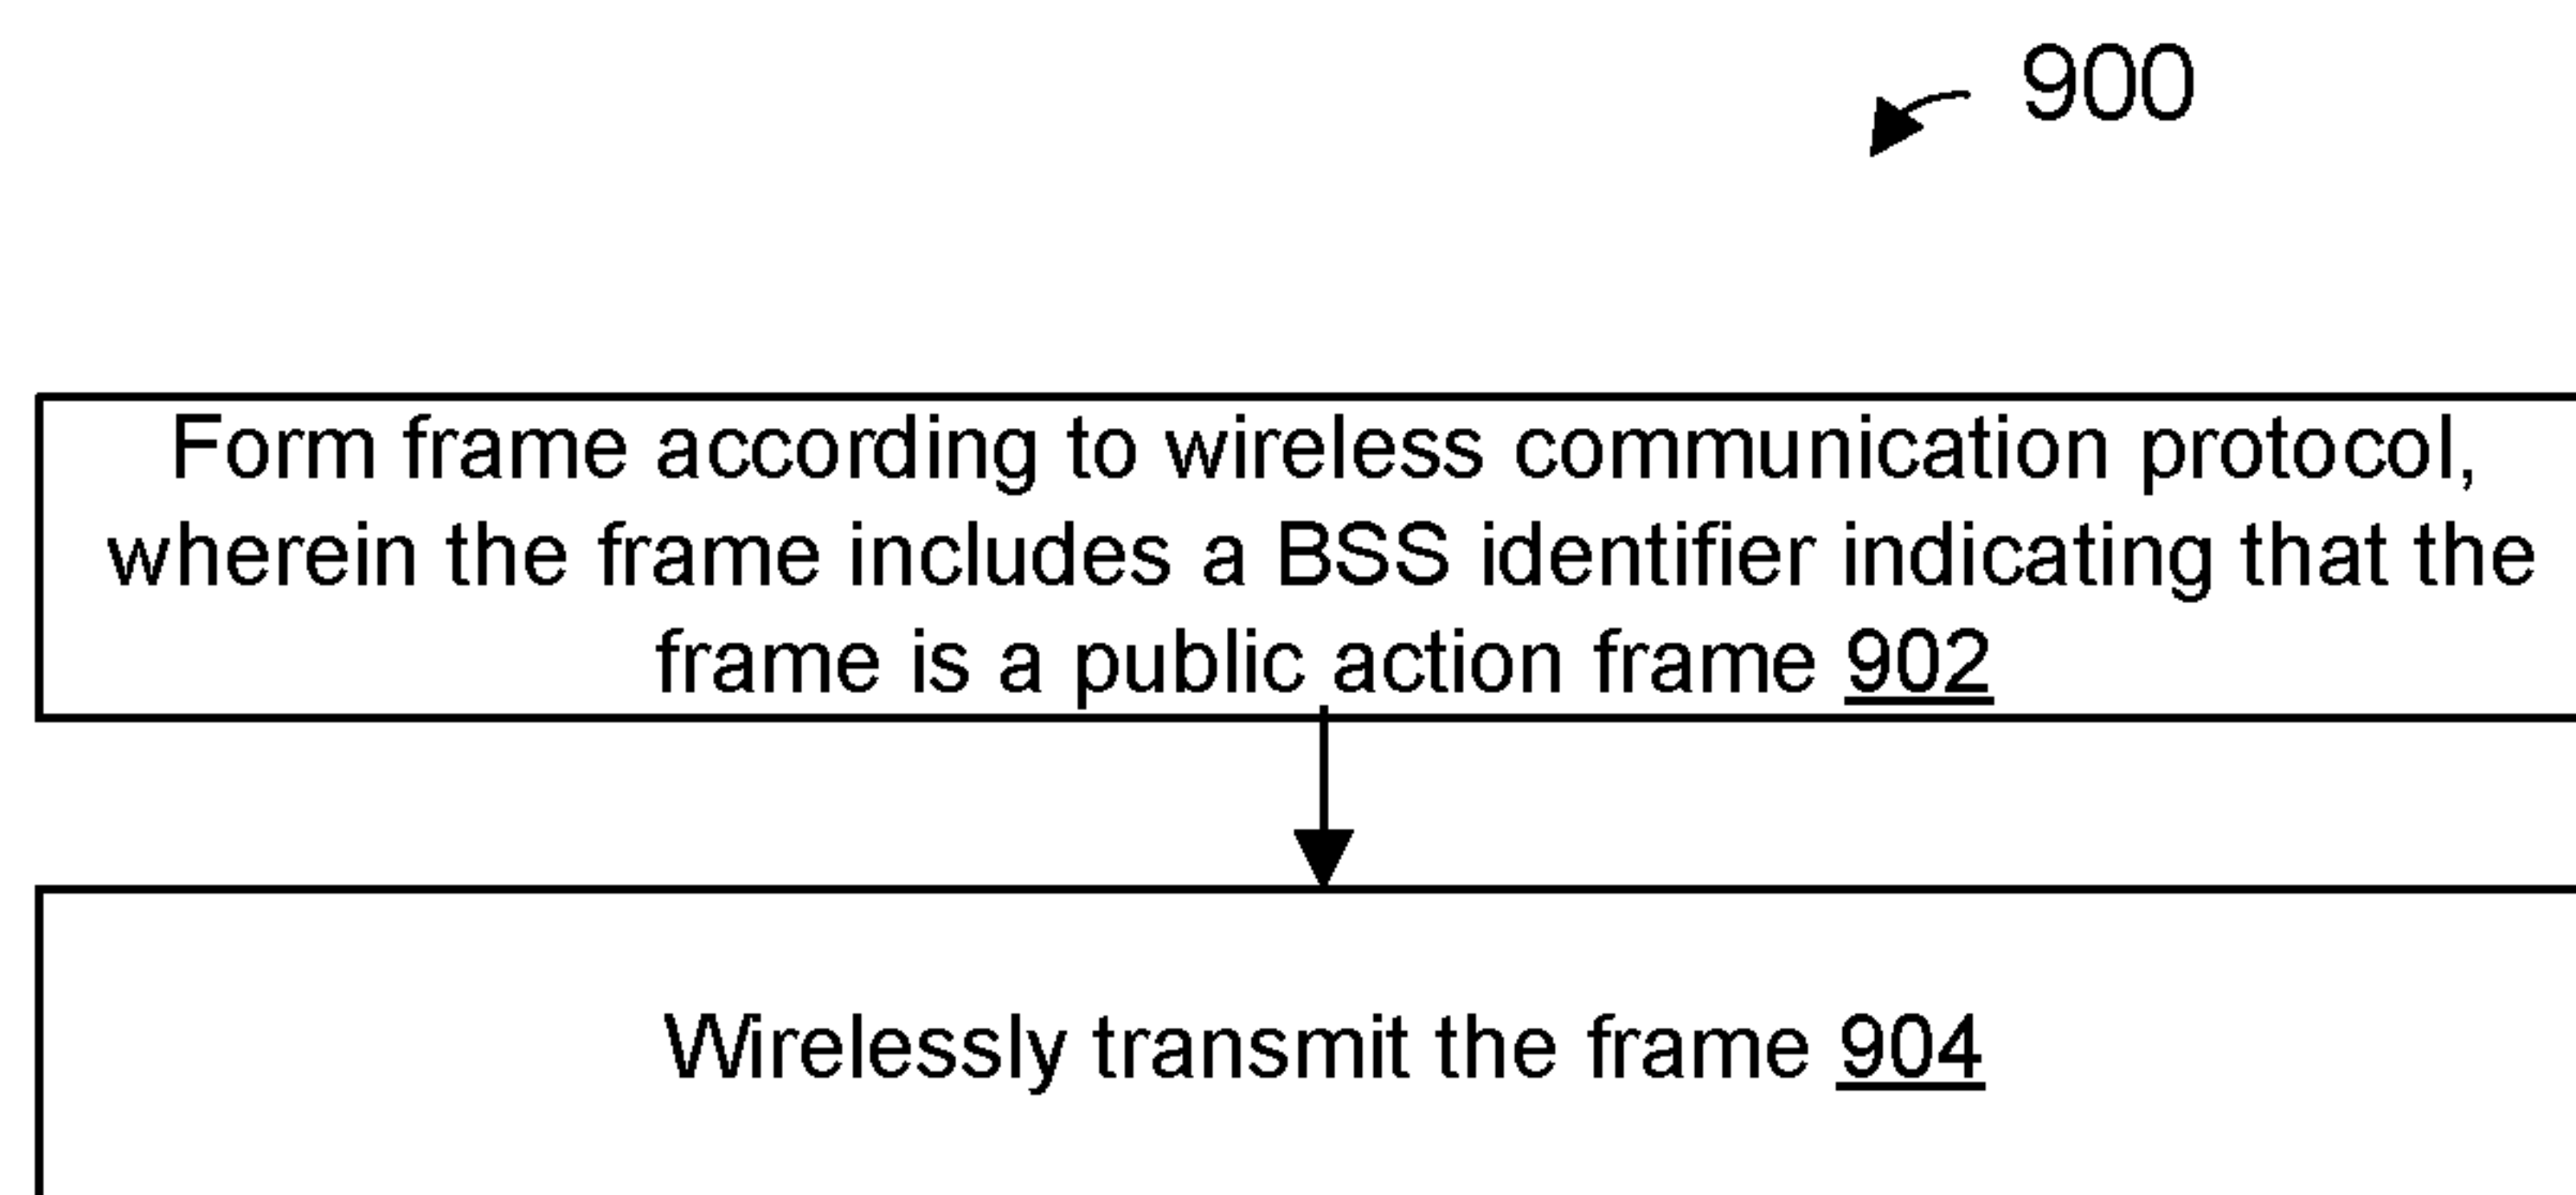 900
Form frame according to wireless communication protocol,
wherein the frame includes a BSS identifier indicating that the
frame is a public action frame 902
Wirelessly transmit the frame 904